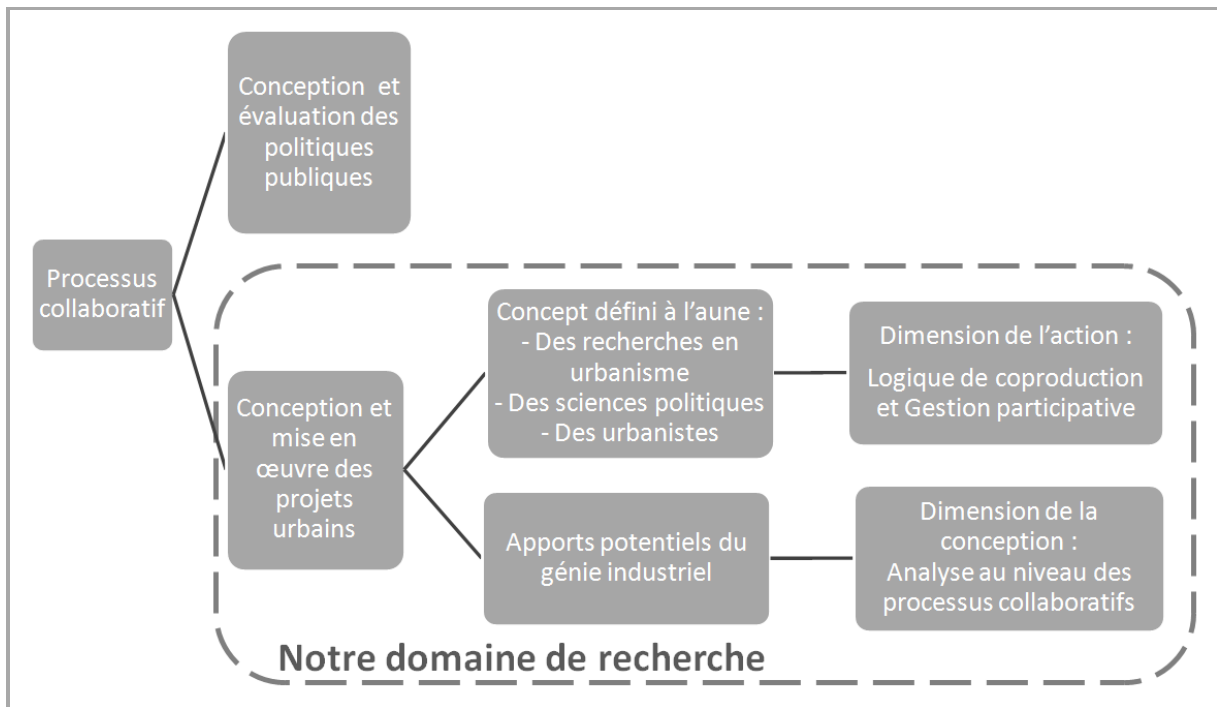 Conception et
évaluation des
politiques
publiques
Processus
collaboratif
Conception et
mise en
œuvre des
projets
urbains
Concept défini à l’aune :
- Des recherches en
urbanisme
- Des sciences politiques
- Des urbanistes
Dimension de l’action :
Logique de coproduction
et Gestion participative
Apports potentiels du
génie industriel
Dimension de la
conception :
Analyse au niveau des
processus collaboratifs
Notre domaine de recherche